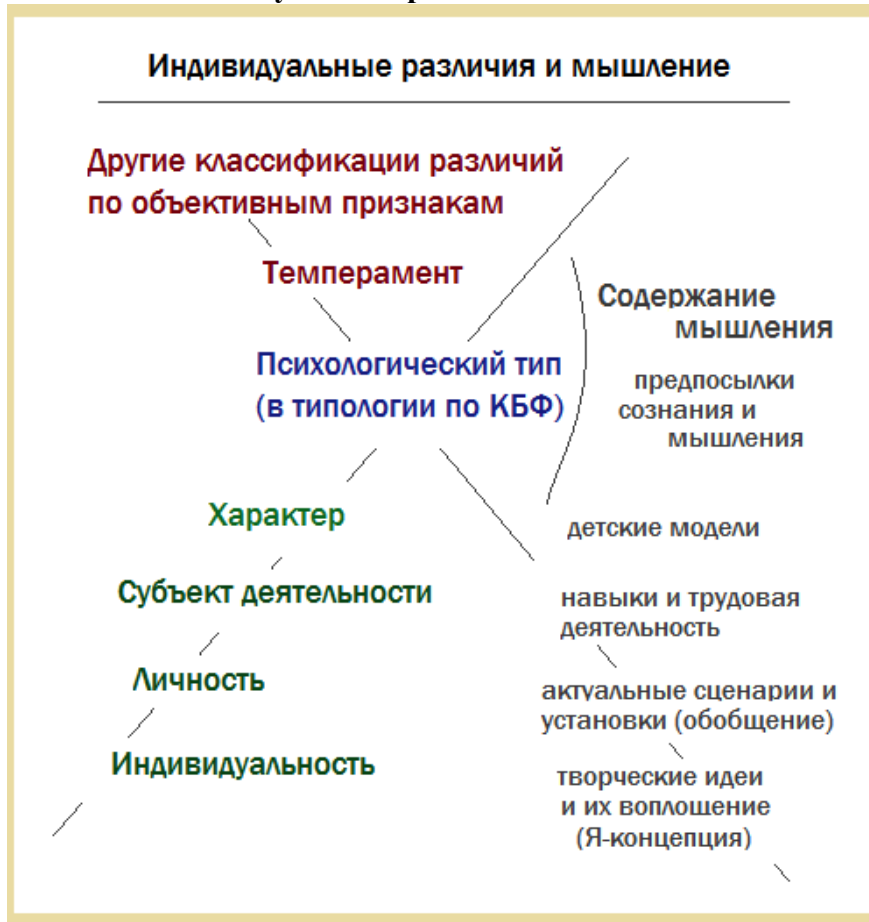 Индивидуальные различия и мышление
Другие классификации различий
по объективным признакам
Темперамент
Психологический тип
(в типологии по КБФ)
Характер
Субъект деятельности
Личность
Индивидуальность
Содержание
мышления
предпосылки
сознания и
мышления
детские модели
навыки и трудовая
деятельность
актуальные сценарии и
установки (обобщение)
творческие идеи
и их воплощение
(Я-концепция)